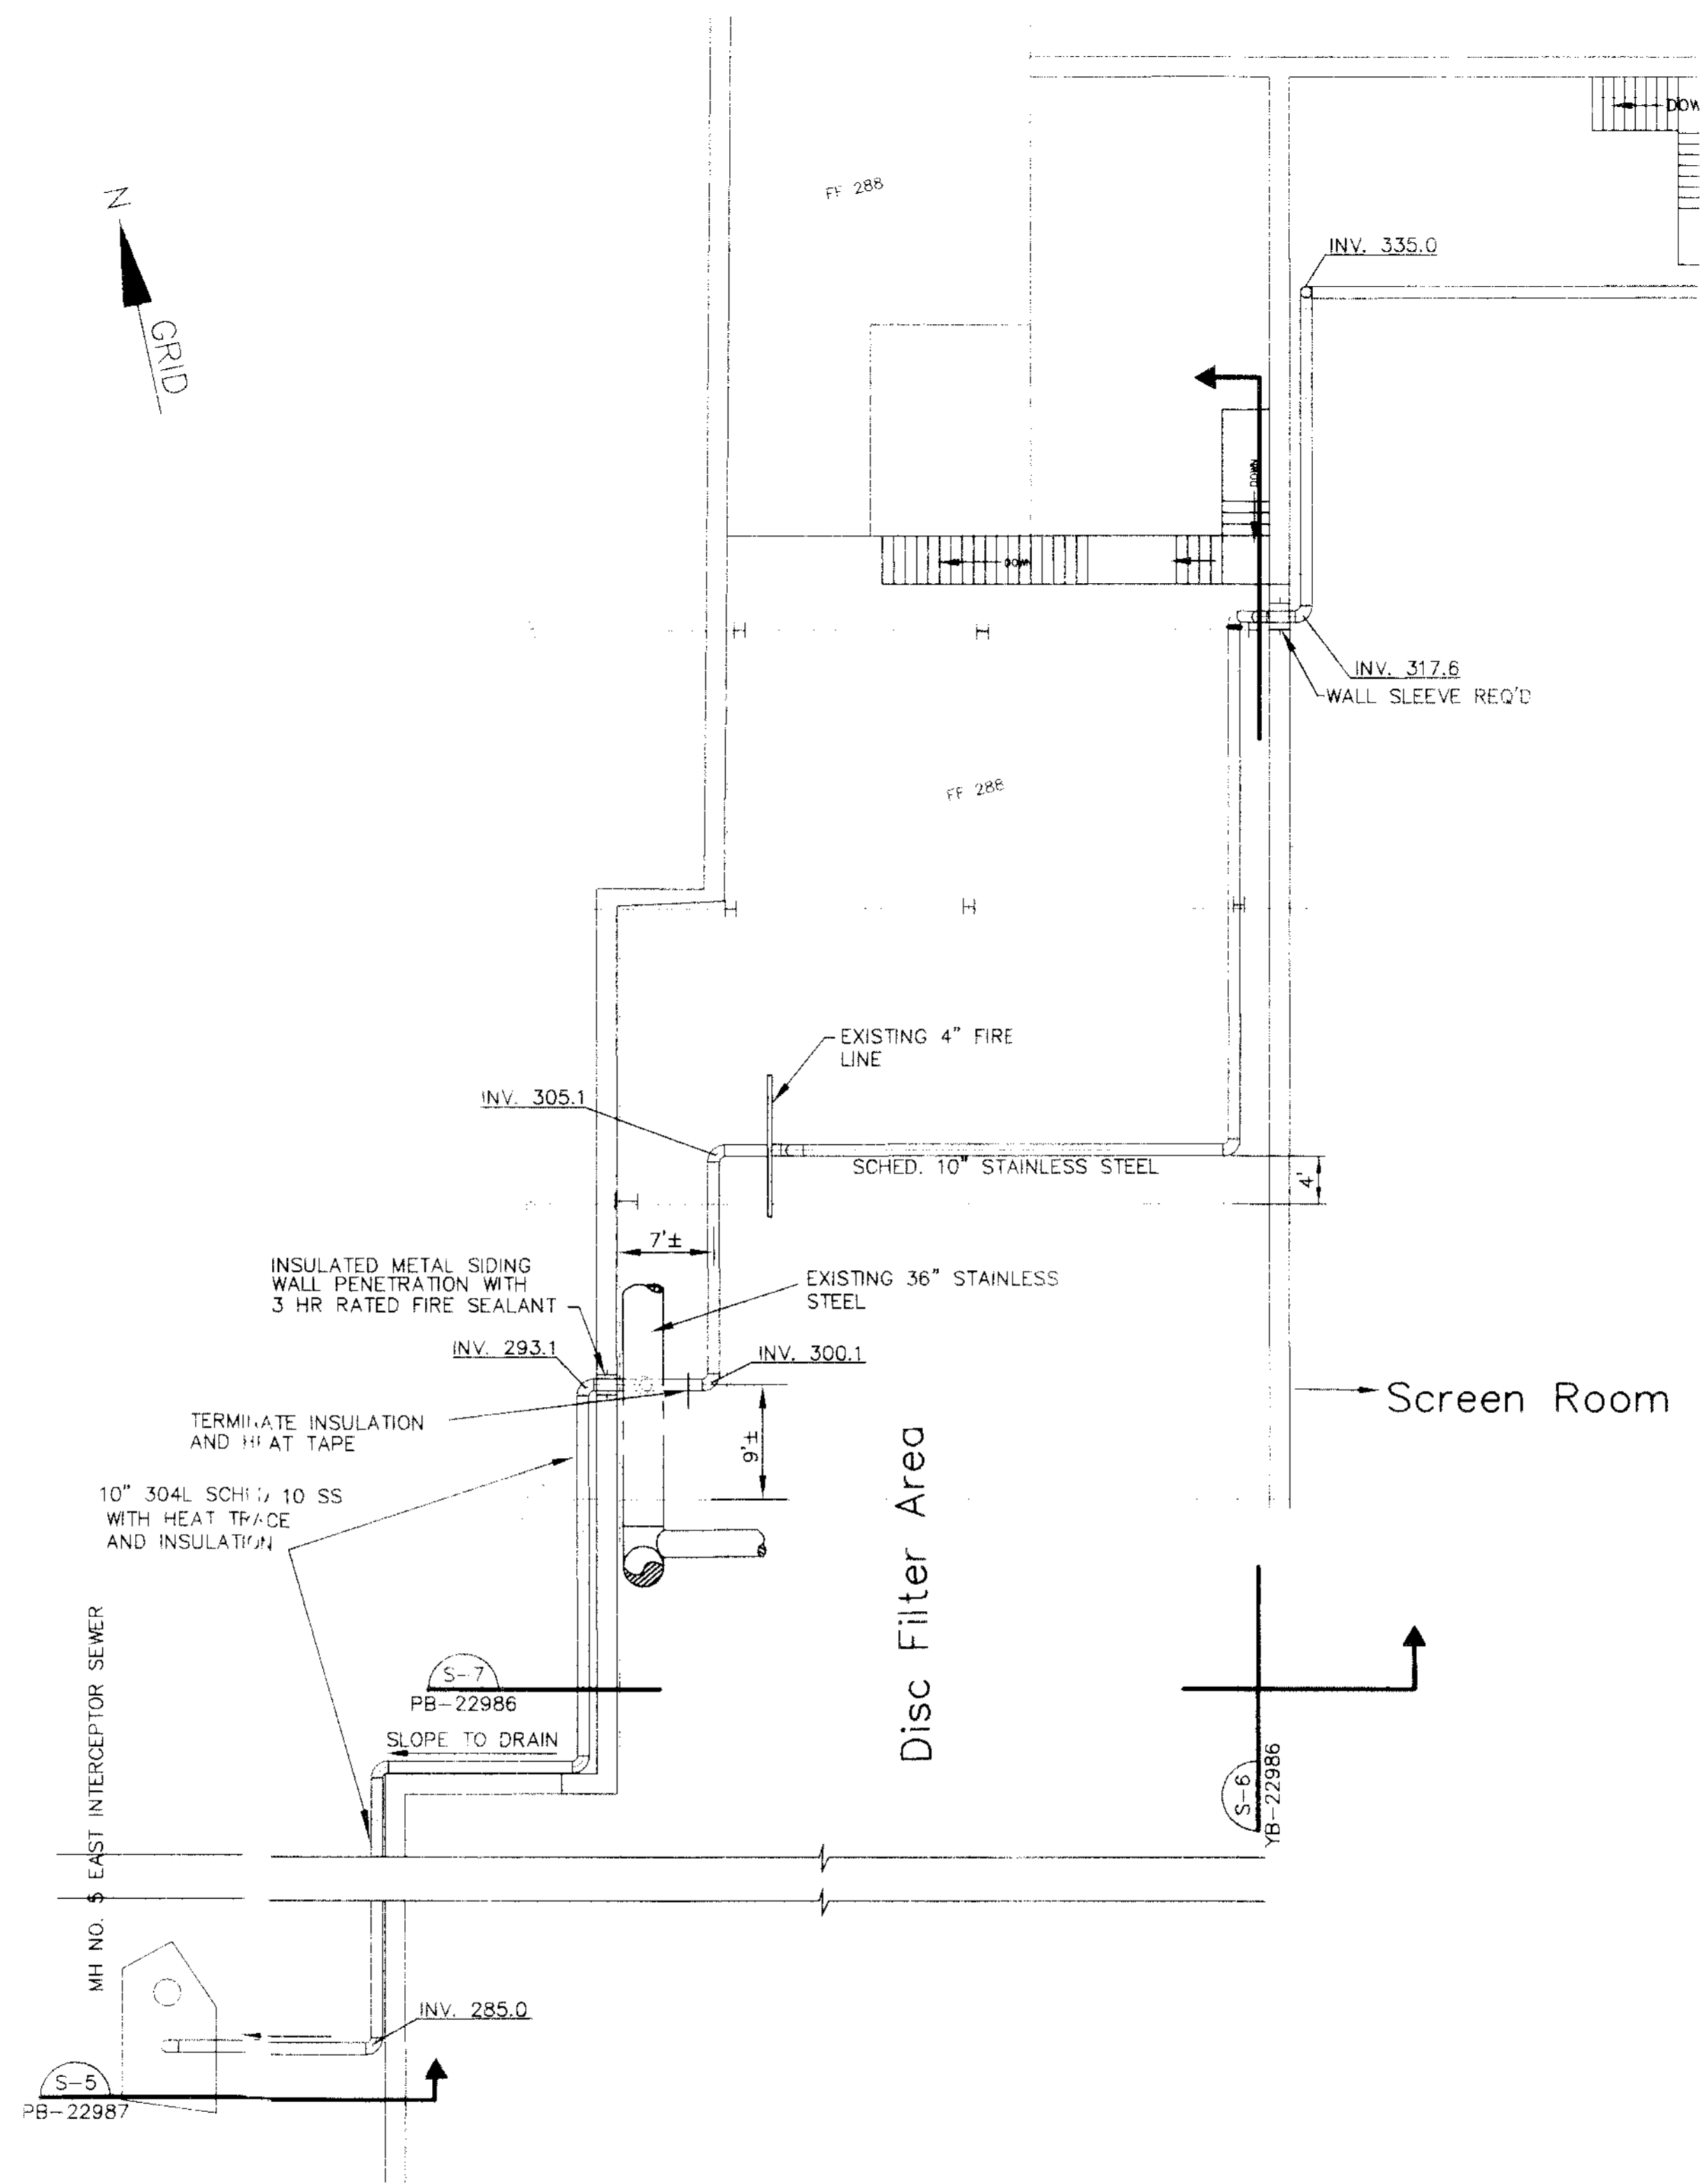 DOW
FF 288
N
GRID
INV. 335.0
DOWN
DOWN
INV. 317.6
WALL SLEEVE REQ'D
FF 288
EXISTING 4" FIRE
LINE
INV. 305.1
SCHED. 10" STAINLESS STEEL
4'
7'±
INSULATED METAL SIDING
WALL PENETRATION WITH
3 HR RATED FIRE SEALANT
EXISTING 36" STAINLESS
STEEL
INV. 293.1
INV. 300.1
Screen Room
TERMINATE INSULATION
AND HEAT TAPE
9'±
10" 304L SCHED 10 SS
WITH HEAT TRACE
AND INSULATION
Disc Filter Area
MH NO. 5 EAST INTERCEPTOR SEWER
S-7
PB-22986
SLOPE TO DRAIN
S-6
YB-22986
INV. 285.0
S-5
PB-22987